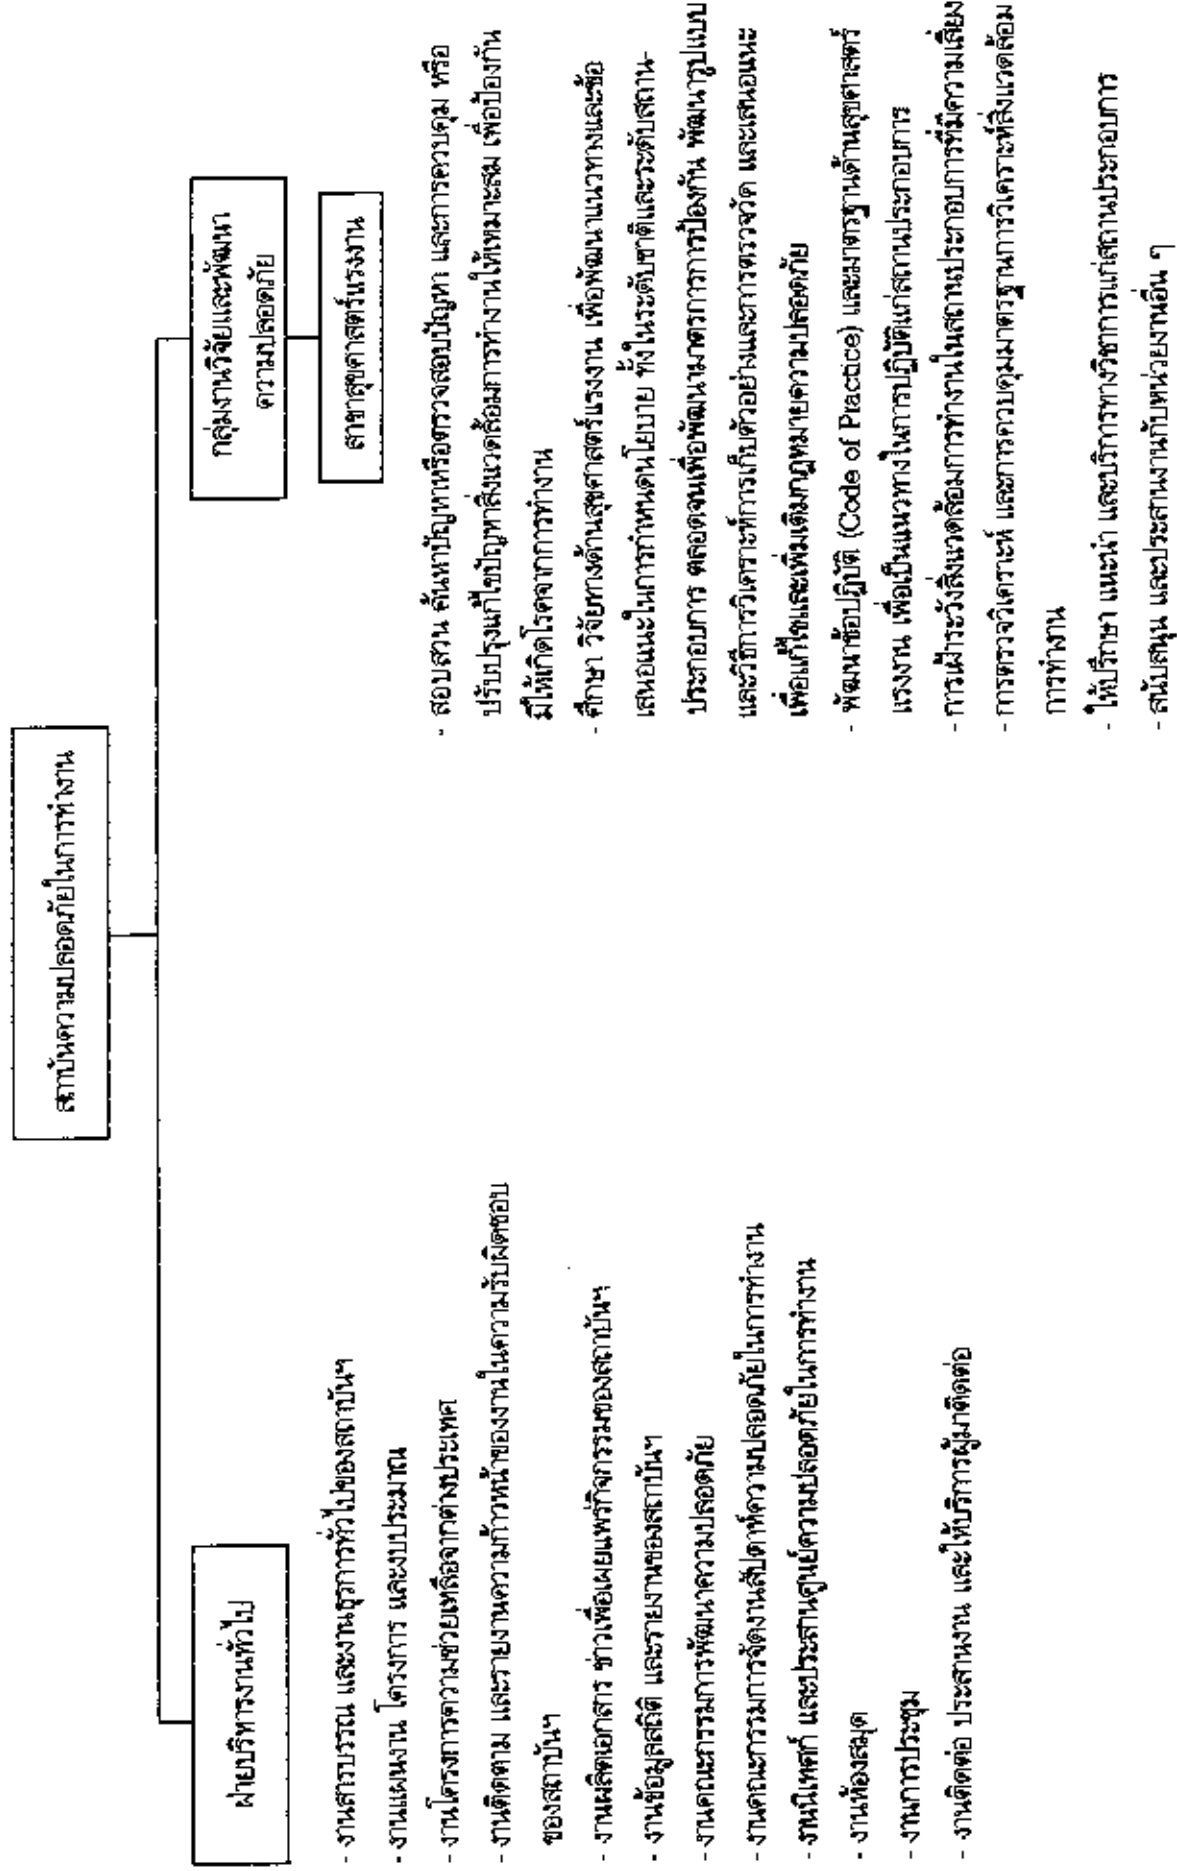 สถาบันความปลอดภัยในการทำงาน
ฝ่ายบริหารงานทั่วไป
- งานสารบรรณ และงานธุรการทั่วไปของสถาบันฯ
- งานแผนงาน โครงการ และงบประมาณ
- งานโครงการความช่วยเหลือจากต่างประเทศ
- งานติดตาม และรายงานความก้าวหน้าของงานในความรับผิดชอบ
ของสถาบันฯ
- งานผลิตเอกสาร ข่าวเพื่อเผยแพร่กิจกรรมของสถาบันฯ
- งานข้อมูลสถิติ และรายงานของสถาบันฯ
- งานคณะกรรมการพัฒนาความปลอดภัย
- งานคณะกรรมการจัดงานสัปดาห์ความปลอดภัยในการทำงาน
- งานนิเทศก์ และประสานศูนย์ความปลอดภัยในการทำงาน
- งานห้องสมุด
- งานการประชุม
- งานติดต่อ ประสานงาน และให้บริการผู้มาติดต่อ
กลุ่มงานวิจัยและพัฒนา
ความปลอดภัย
สาขาสุขศาสตร์แรงงาน
- สอบสวน ค้นหาปัญหาหรือตรวจสอบปัญหา และการควบคุม หรือ
ปรับปรุงแก้ไขปัญหาสิ่งแวดล้อมการทำงานให้เหมาะสม เพื่อป้องกัน
มิให้เกิดโรคจากการทำงาน
- ศึกษา วิจัยทางด้านสุขศาสตร์แรงงาน เพื่อพัฒนาแนวทางและข้อ
เสนอแนะในการกำหนดนโยบาย ทั้งในระดับชาติและระดับสถาน-
ประกอบการ ตลอดจนเพื่อพัฒนามาตรการการป้องกัน พัฒนารูปแบบ
และวิธีการวิเคราะห์การเก็บตัวอย่างและการตรวจวัด และเสนอแนะ
เพื่อแก้ไขและเพิ่มเติมกฎหมายความปลอดภัย
- พัฒนาข้อปฏิบัติ (Code of Practice) และมาตรฐานด้านสุขศาสตร์
แรงงาน เพื่อเป็นแนวทางในการปฏิบัติแก่สถานประกอบการ
- การเฝ้าระวังสิ่งแวดล้อมการทำงานในสถานประกอบการที่มีความเสี่ยง
- การตรวจวิเคราะห์ และการควบคุมมาตรฐานการวิเคราะห์สิ่งแวดล้อม
การทำงาน
- ให้ปรึกษา แนะนำ และบริการทางวิชาการแก่สถานประกอบการ
- สนับสนุน และประสานงานกับหน่วยงานอื่น ๆ